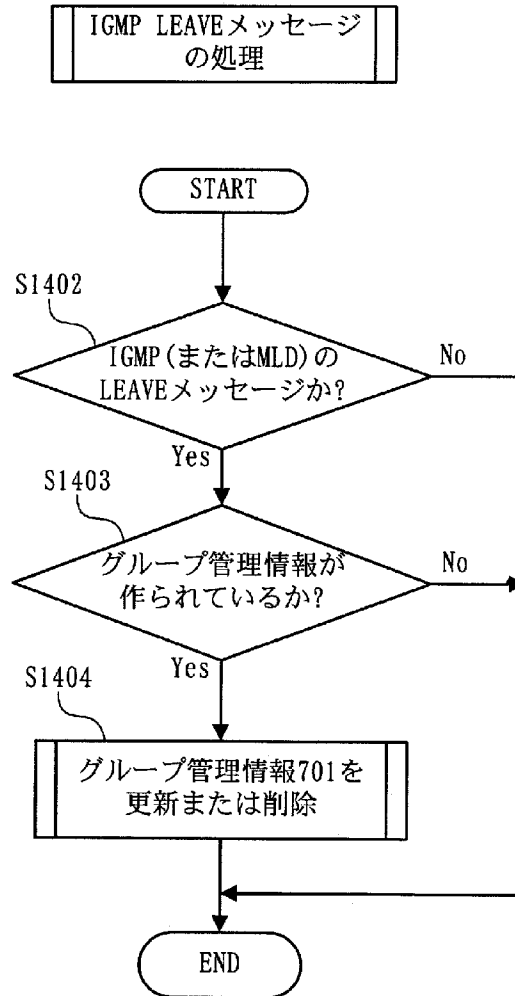 IGMP LEAVEメッセージ
の処理
START
S1402
IGMP(またはMLD)の
LEAVEメッセージか?
No
Yes
S1403
グループ管理情報が
作られているか?
No
Yes
S1404
グループ管理情報701を
更新または削除
END